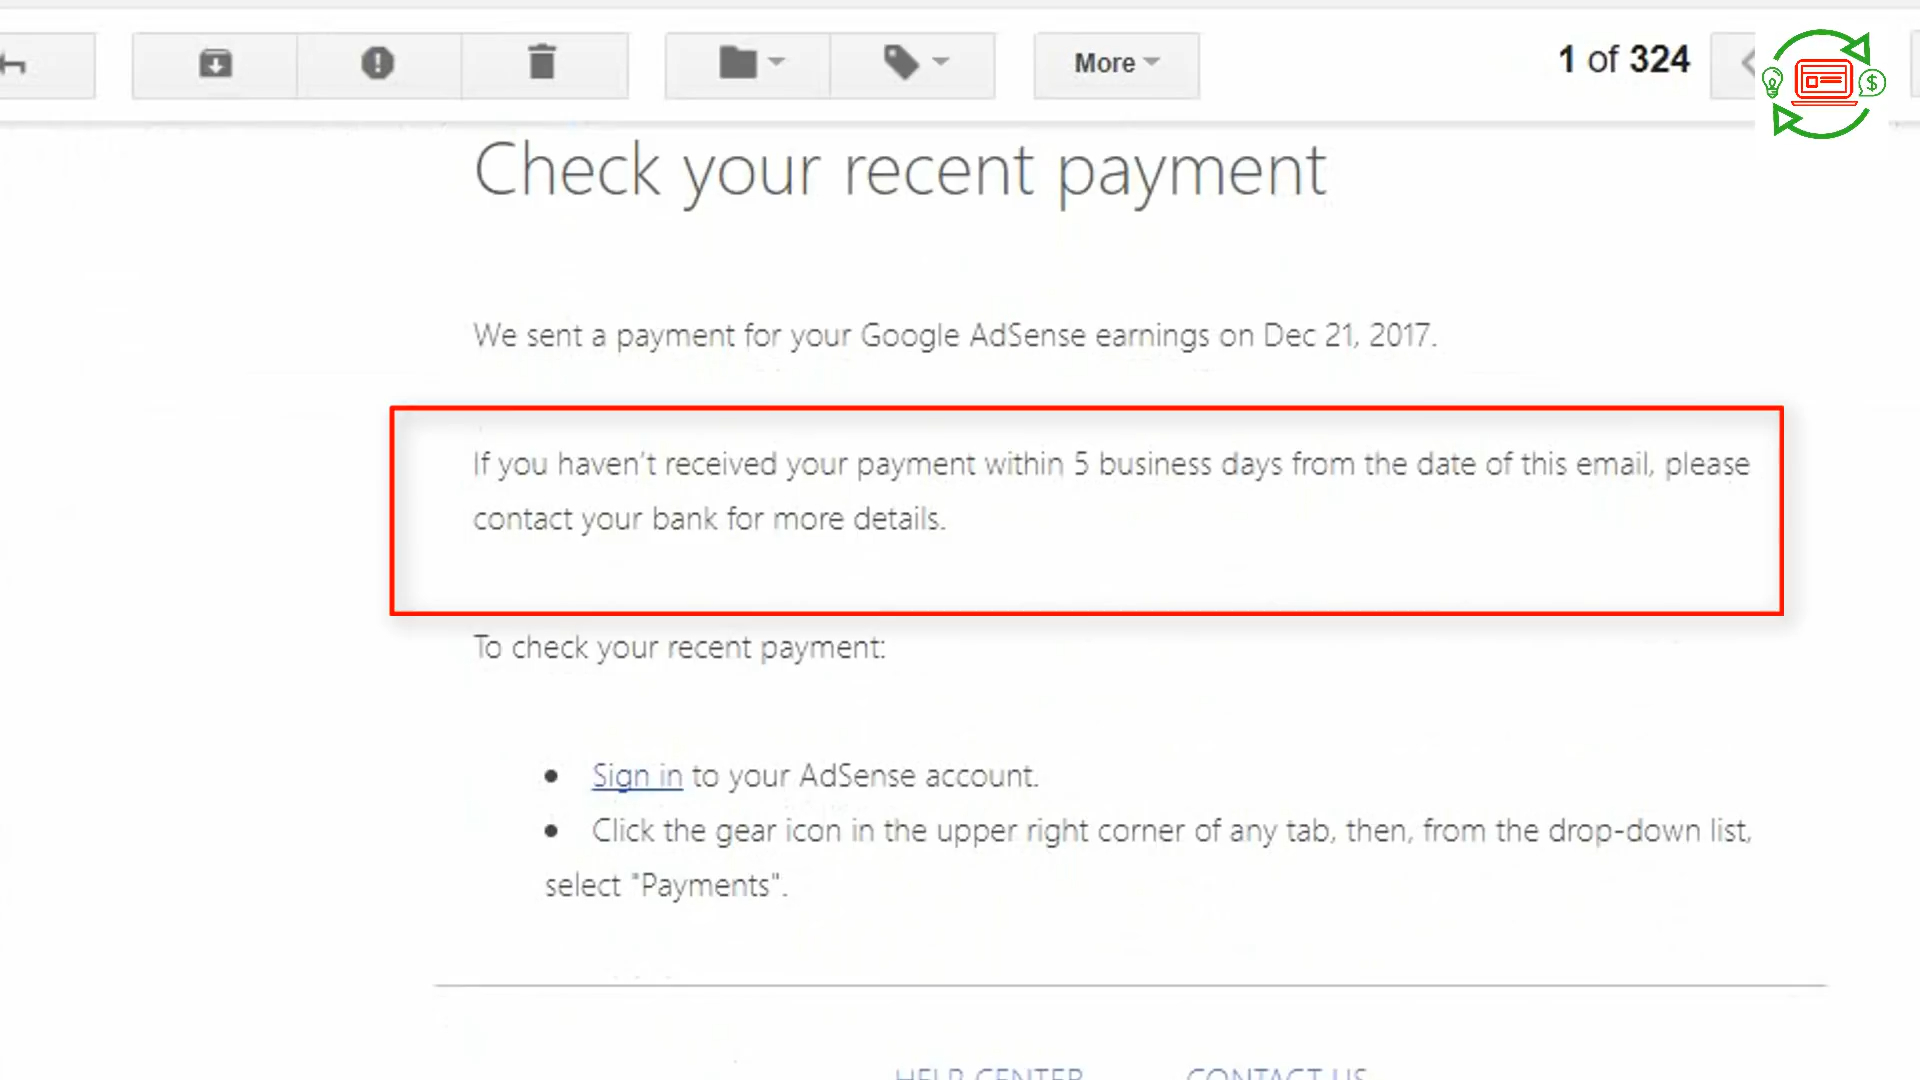 More
1 of 324
Check your recent payment
We sent a payment for your Google AdSense earnings on Dec 21, 2017.
If you haven't received your payment within 5 business days from the date of this email, please
contact your bank for more details.
To check your recent payment:
• Sign in to your AdSense account.
• Click the gear icon in the upper right corner of any tab, then, from the drop-down list,
select "Payments".
HELP CENTER CONTACT US